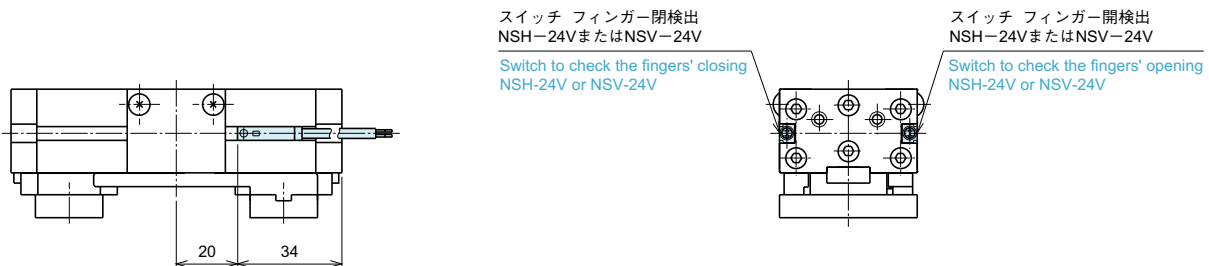 スイッチ フィンガー閉検出
NSH－24VまたはNSV－24V
Switch to check the fingers' closing
NSH-24V or NSV-24V
スイッチ フィンガー開検出
NSH－24VまたはNSV－24V
Switch to check the fingers' opening
NSH-24V or NSV-24V
20
34